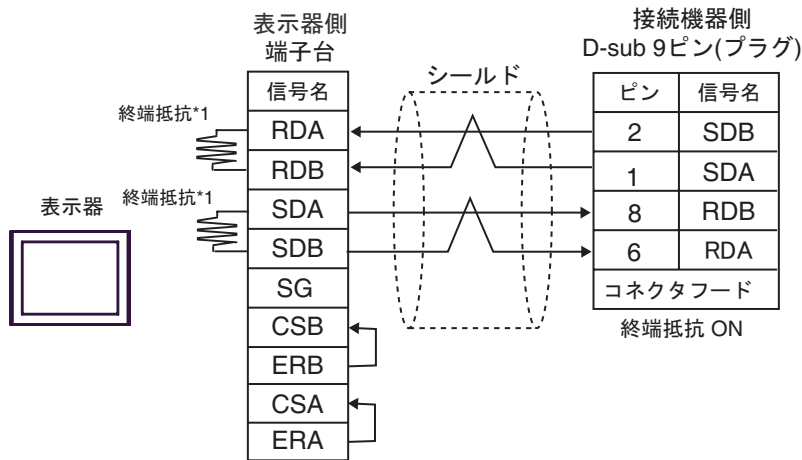 表示器側
端子台
接続機器側
D-sub 9ピン(プラグ)
シールド
信号名
ピン 信号名
終端抵抗*1
RDA
2 SDB
RDB
1 SDA
表示器
終端抵抗*1
SDA
8 RDB
SDB
6 RDA
SG
コネクタフード
CSB
終端抵抗 ON
ERB
CSA
ERA